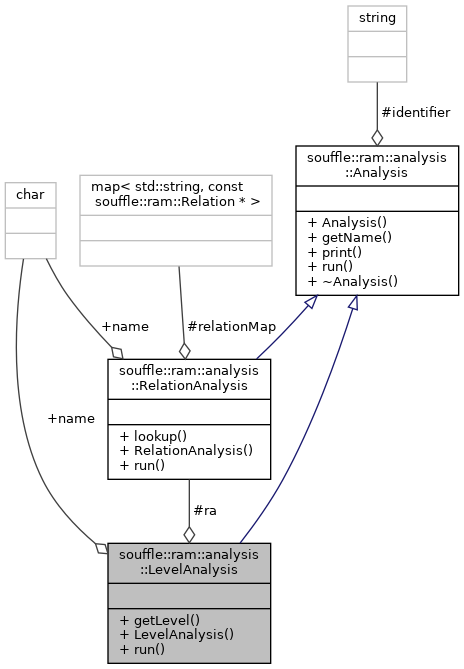 string
#identifier
souffle::ram::analysis
::Analysis
+ Analysis()
+ getName()
+ print()
+ run()
+ ~Analysis()
map< std::string, const
souffle::ram::Relation * >
char
+name
#relationMap
souffle::ram::analysis
::RelationAnalysis
+ lookup()
+ RelationAnalysis()
+ run()
+name
#ra
souffle::ram::analysis
::LevelAnalysis
+ getLevel()
+ LevelAnalysis()
+ run()